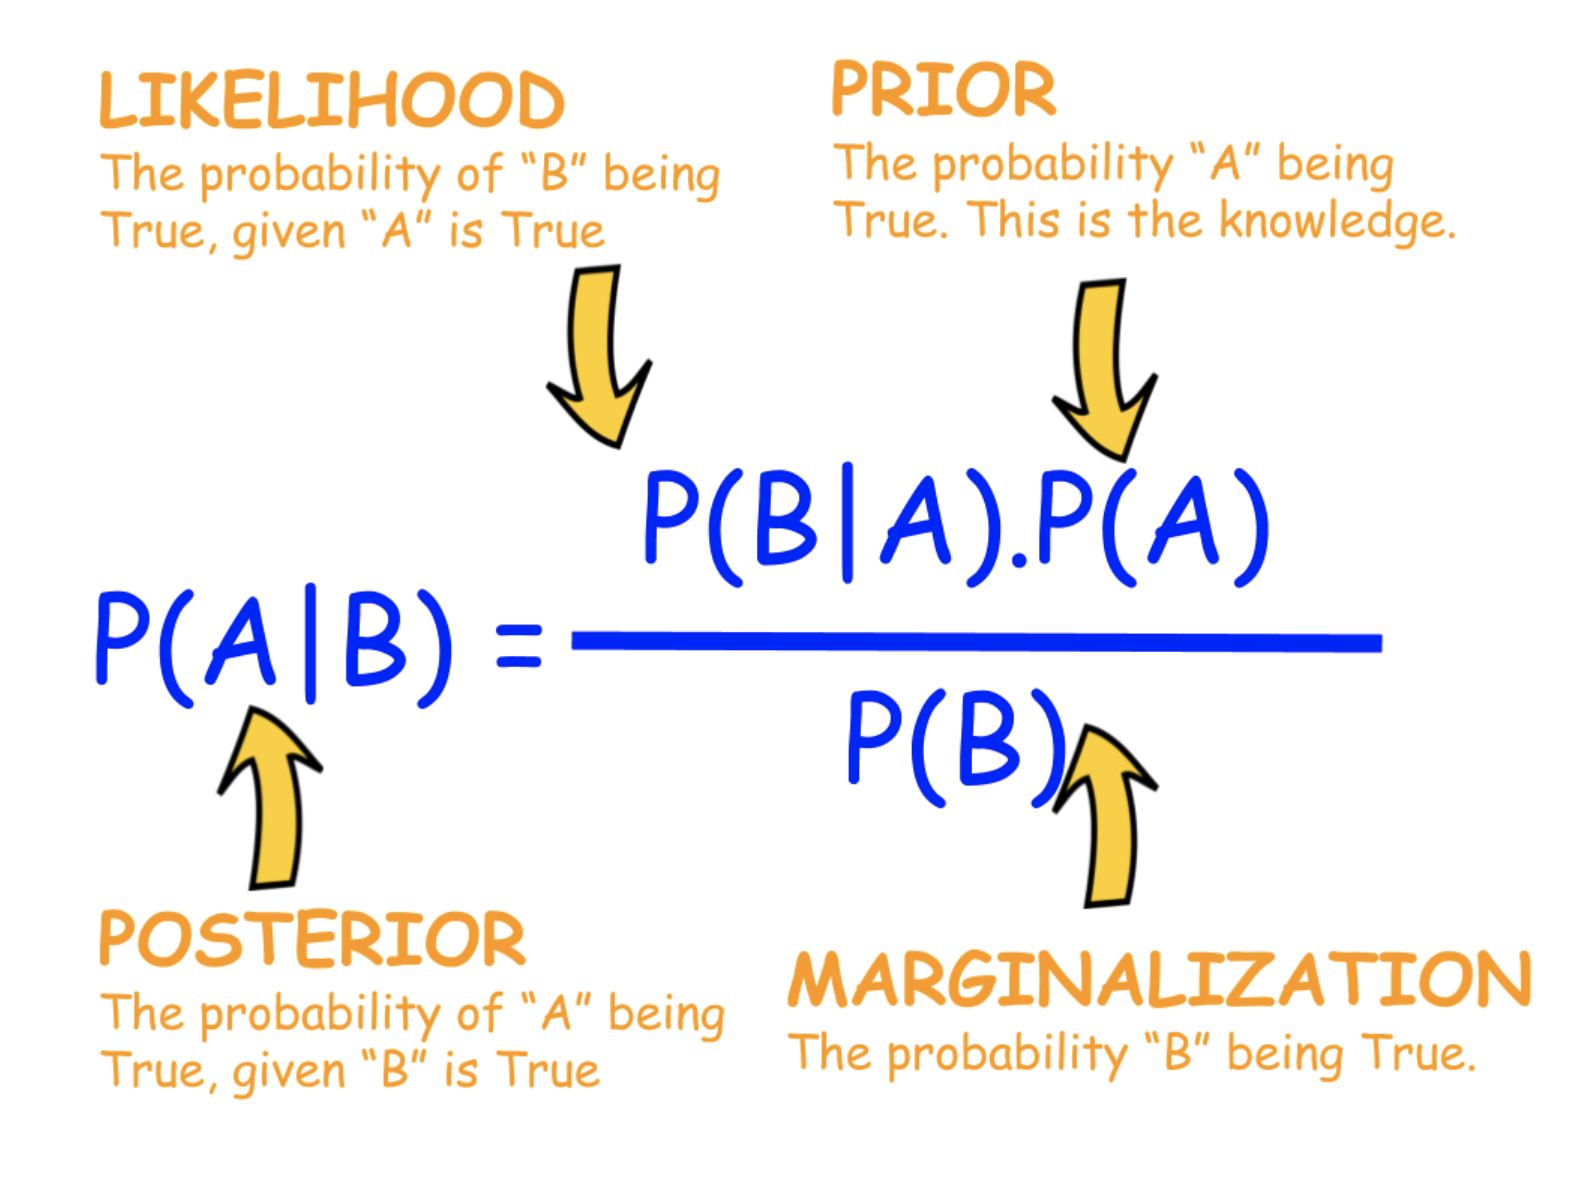 LIKELIHOOD
The probability of “B” being
True, given “A” is True
PRIOR
The probability “A” being
True. This is the knowledge.
P(B|A).P(A)
P(A|B) =
P(B)
POSTERIOR
The probability of “A” being
True, given “B” is True
MARGINALIZATION
The probability “B” being True.